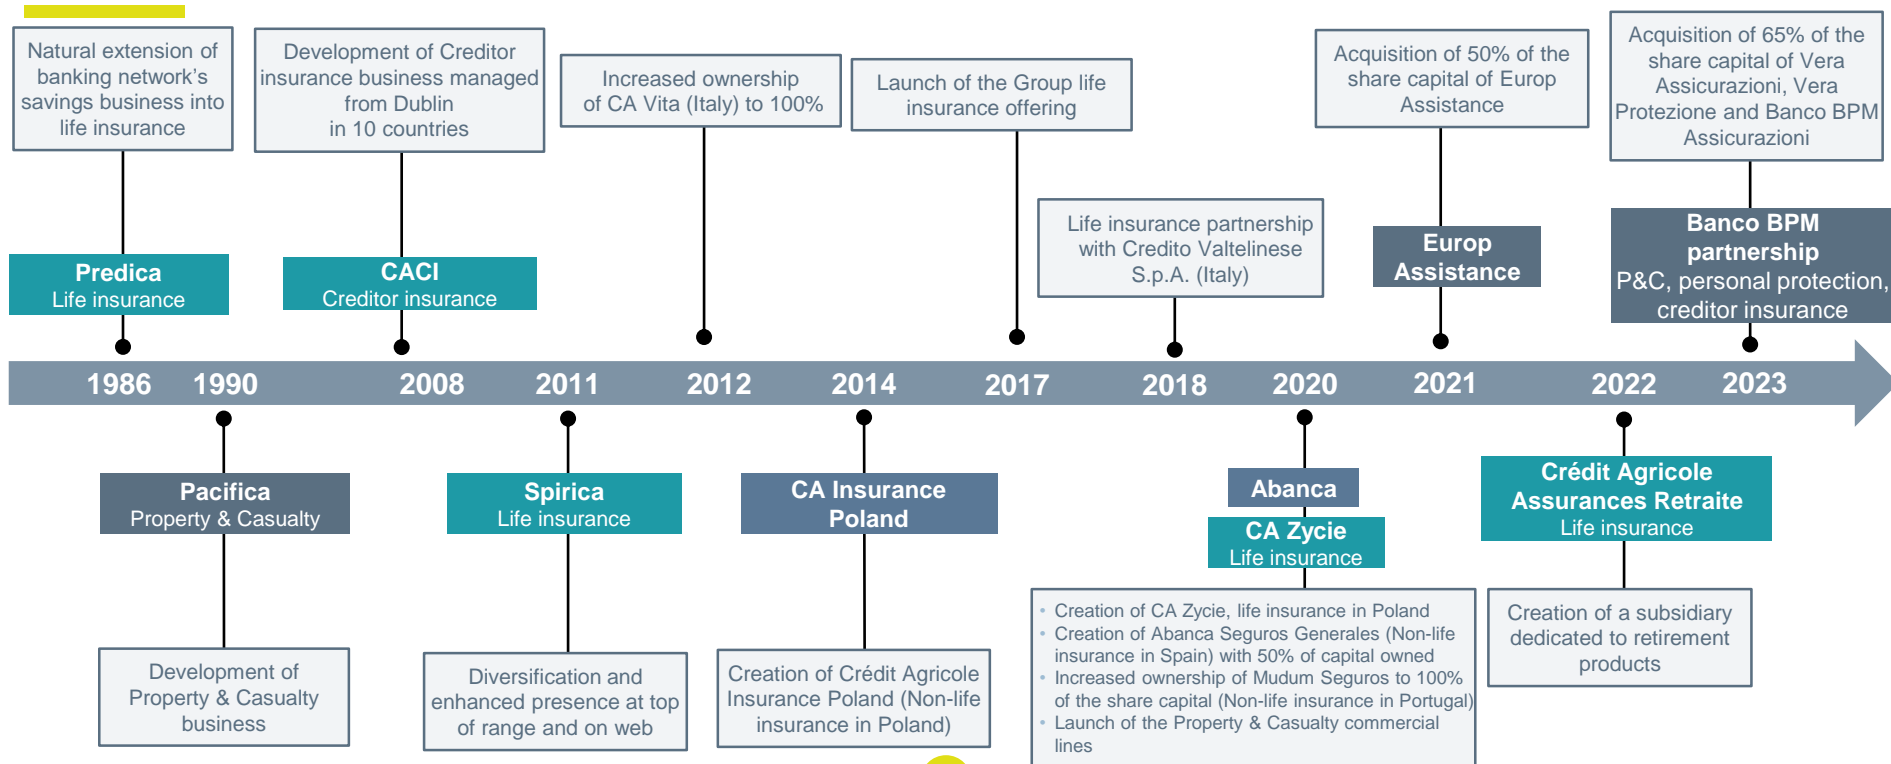 Natural extension of
banking network's
savings business into
life insurance
Development of Creditor
insurance business managed
from Dublin
in 10 countries
Increased ownership
of CA Vita (Italy) to 100%
Launch of the Group life
insurance offering
Life insurance partnership
with Credito Valtelinese
S.p.A. (Italy)
Acquisition of 50% of the
share capital of Europ
Assistance
Acquisition of 65% of the
share capital of Vera
Assicurazioni, Vera
Protezione and Banco BPM
Assicurazioni
Predica
Life insurance
CACI
Creditor insurance
Europ
Assistance
Banco BPM
partnership
P&C, personal protection,
creditor insurance
1986 1990 2008 2011 2012 2014 2017 2018 2020 2021 2022 2023
Pacifica
Property & Casualty
Spirica
Life insurance
CA Insurance
Poland
Abanca
CA Zycie
Life insurance
Crédit Agricole
Assurances Retraite
Life insurance
Development of
Property & Casualty
business
Diversification and
enhanced presence at top
of range and on web
Creation of Crédit Agricole
Insurance Poland (Non-life
insurance in Poland)
• Creation of CA Zycie, life insurance in Poland
• Creation of Abanca Seguros Generales (Non-life
insurance in Spain) with 50% of capital owned
• Increased ownership of Mudum Seguros to 100%
of the share capital (Non-life insurance in Portugal)
• Launch of the Property & Casualty commercial
lines
Creation of a subsidiary
dedicated to retirement
products